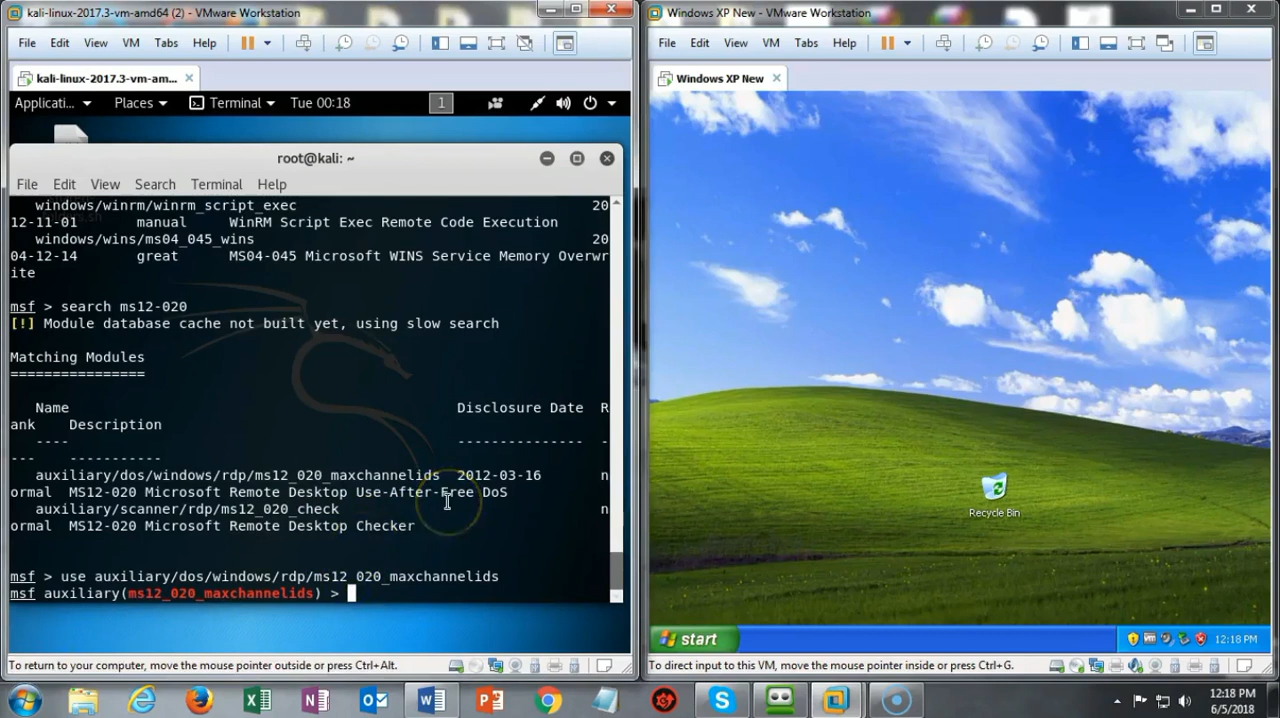 kali-linux-2017.3-vm-amd64 (2) - VMware Workstation
File Edit View VM Tabs Help
kali-linux-2017.3-vm-am...
Applicati... Places Terminal Tue 00:18 1
root@kali: ~
File Edit View Search Terminal Help
windows/winrm/winrm_script_exec 20
12-11-01 manual WinRM Script Exec Remote Code Execution
windows/wins/ms04_045_wins 20
04-12-14 great MS04-045 Microsoft WINS Service Memory Overwr
ite
msf > search ms12-020
[!] Module database cache not built yet, using slow search
Matching Modules
================
Name Disclosure Date R
ank Description
---- --------------- -
--- -----------
auxiliary/dos/windows/rdp/ms12_020_maxchannelids 2012-03-16 n
ormal MS12-020 Microsoft Remote Desktop Use-After-Free DoS
auxiliary/scanner/rdp/ms12_020_check n
ormal MS12-020 Microsoft Remote Desktop Checker
msf > use auxiliary/dos/windows/rdp/ms12_020_maxchannelids
msf auxiliary(ms12_020_maxchannelids) >
To return to your computer, move the mouse pointer outside or press Ctrl+Alt.
Windows XP New - VMware Workstation
File Edit View VM Tabs Help
Windows XP New
Recycle Bin
start
12:18 PM
To direct input to this VM, move the mouse pointer inside or press Ctrl+G.
12:18 PM
6/5/2018